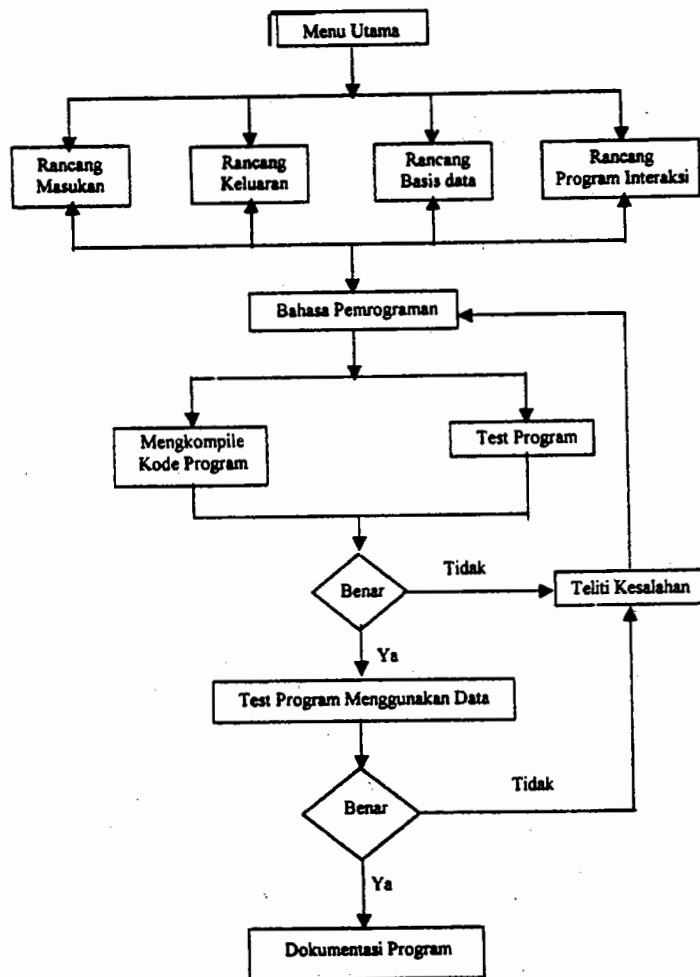 Menu Utama
Rancang
Masukan
Rancang
Keluaran
Rancang
Basis data
Rancang
Program Interaksi
Bahasa Pemrograman
Mengkompile
Kode Program
Test Program
Benar
Tidak
Teliti Kesalahan
Ya
Test Program Menggunakan Data
Benar
Tidak
Ya
Dokumentasi Program